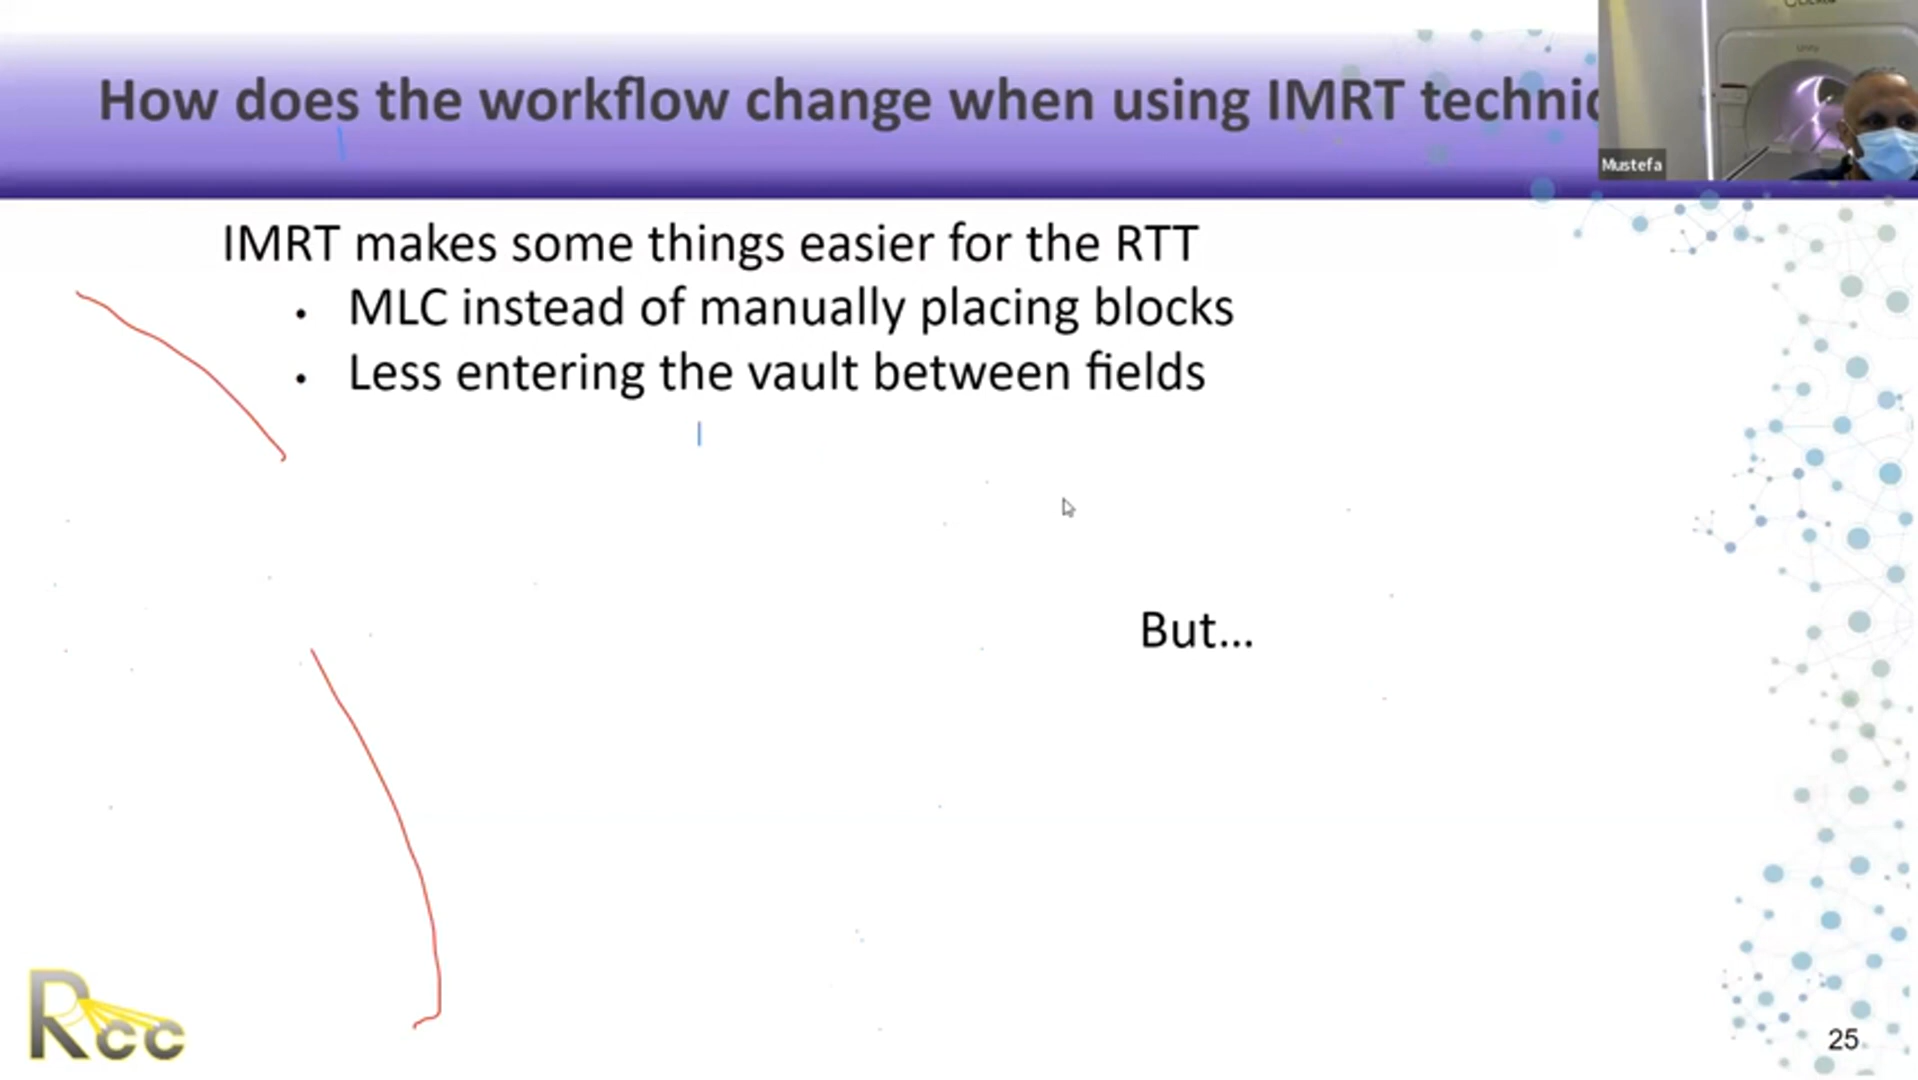 How does the workflow change when using IMRT technic
Unity
Mustefa
IMRT makes some things easier for the RTT
• MLC instead of manually placing blocks
• Less entering the vault between fields
But...
Rcc
25